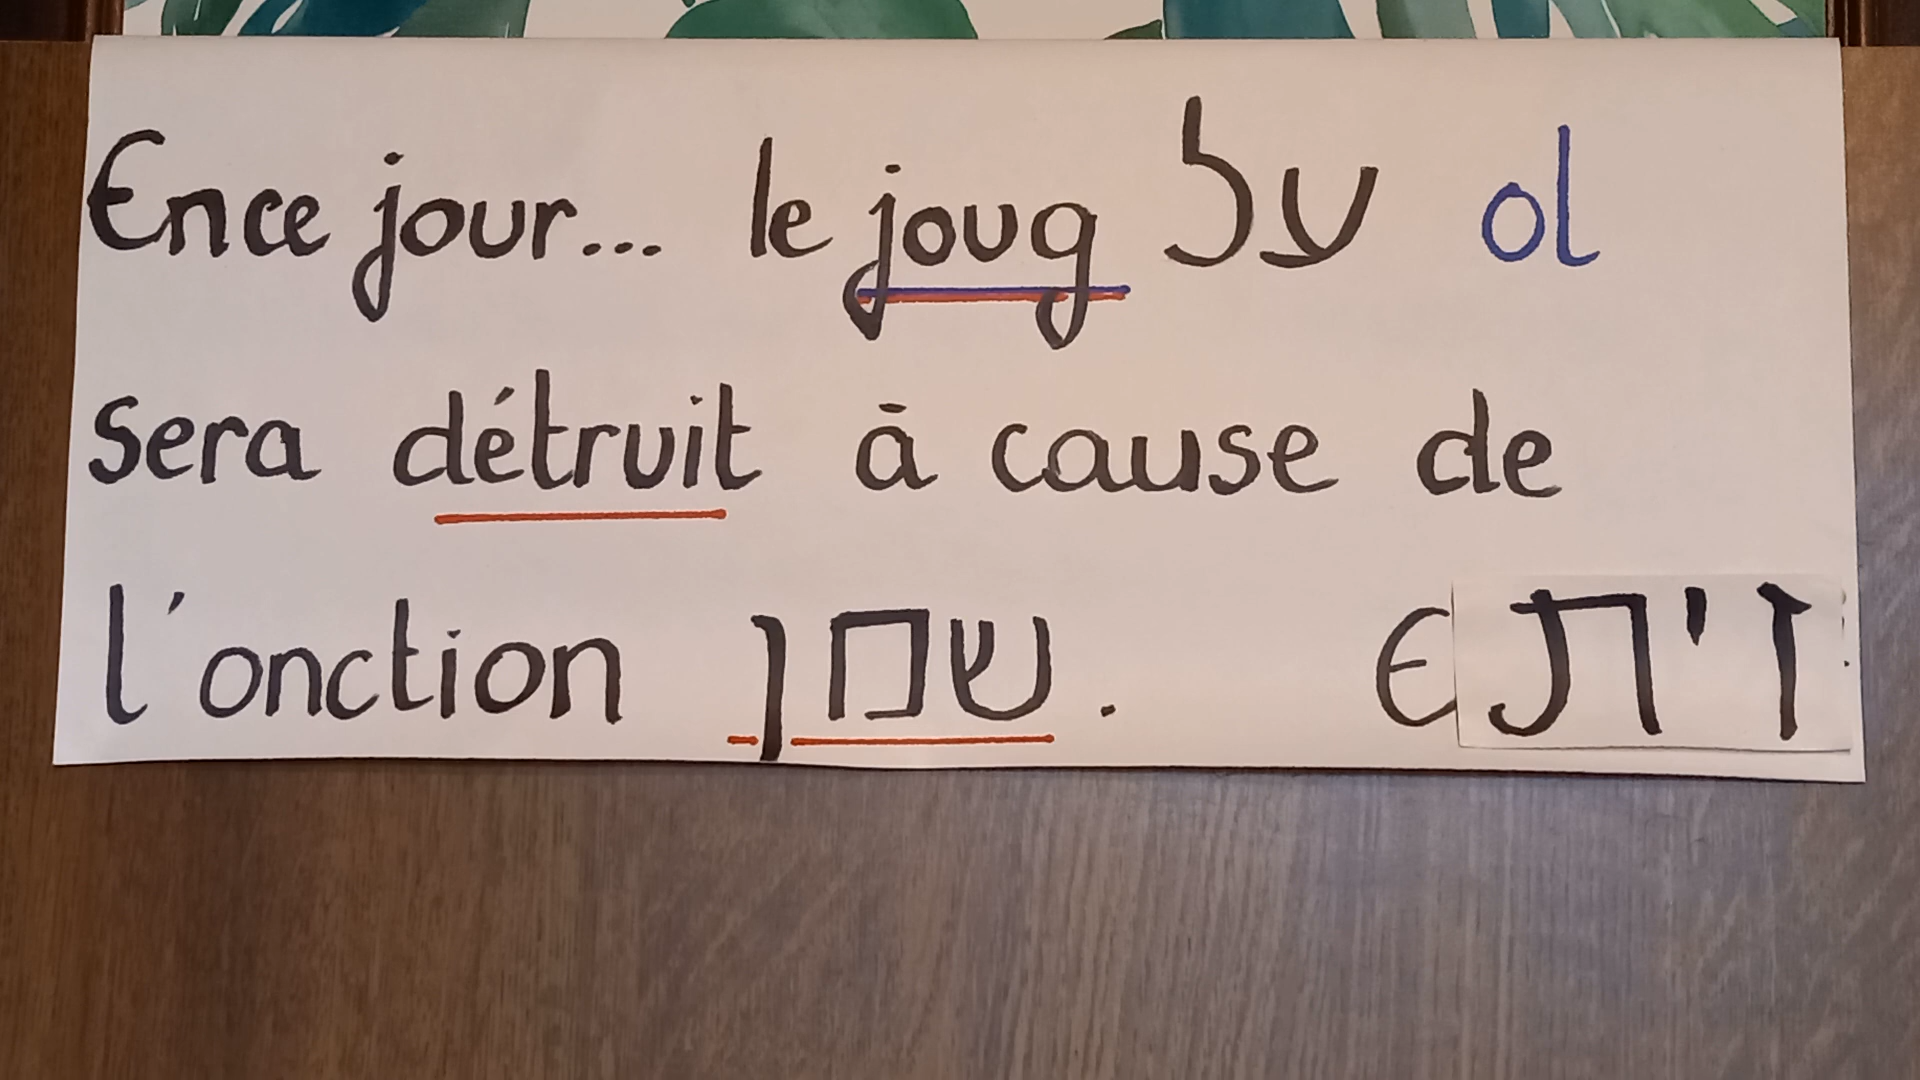 En ce jour... le joug על ol
sera détruit à cause de
l'onction שמן. זית